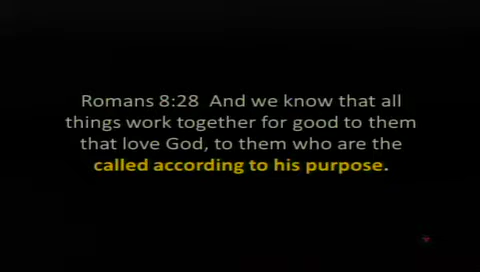 Romans 8:28  And we know that all
things work together for good to them
that love God, to them who are the
called according to his purpose.